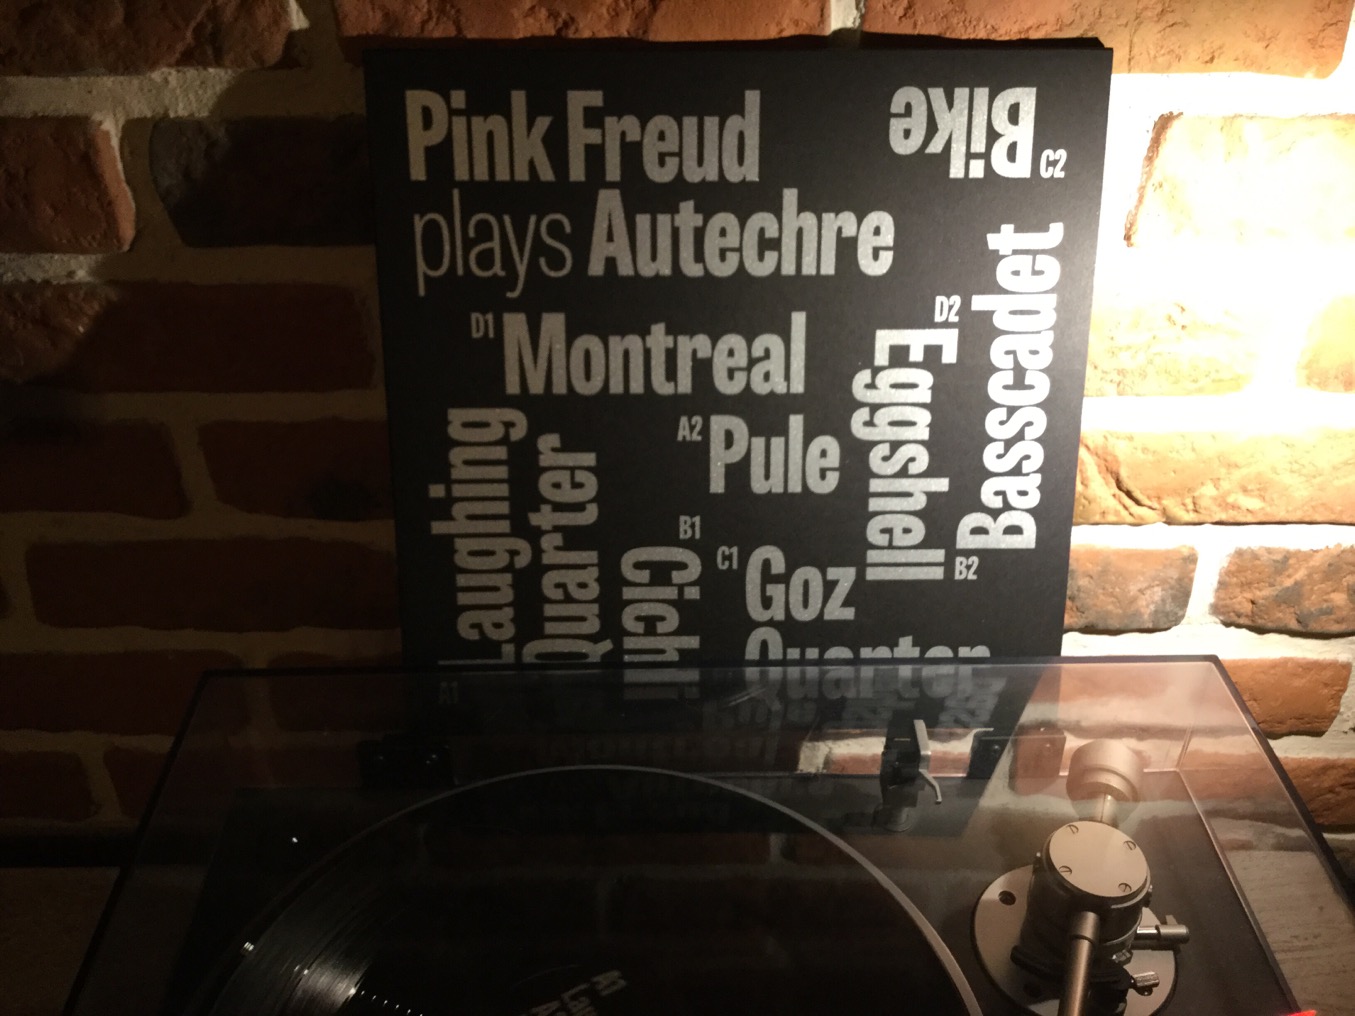 Pink Freud
plays Autechre
Bike
C2
D1
Montreal
D2
Eggshell
Basscadet
B2
A2
Pule
Laughing
Quarter
A1
B1
Cichli
C1
Goz
Quarter